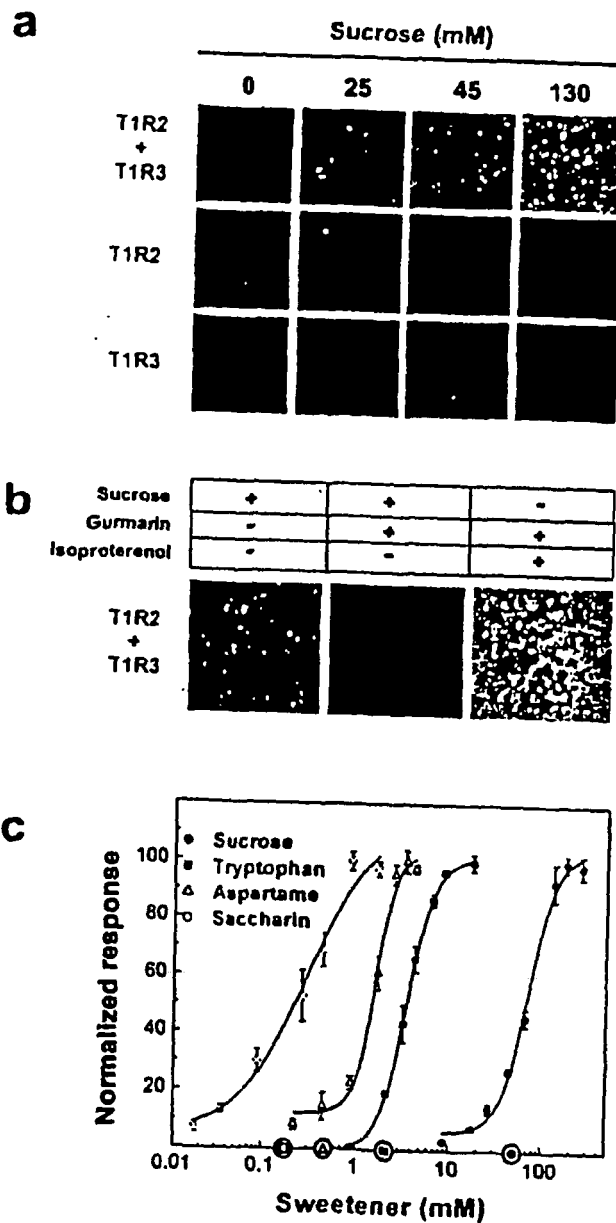 a
Sucrose (mM)
0 25 45 130
T1R2
+
T1R3
T1R2
T1R3
b
Sucrose + + -
Gurmarin - + +
Isoproterenol - - +
T1R2
+
T1R3
c
Sucrose
Tryptophan
Aspartame
Saccharin
Normalized response
100
80
60
40
20
0.01 0.1 1 10 100
Sweetener (mM)